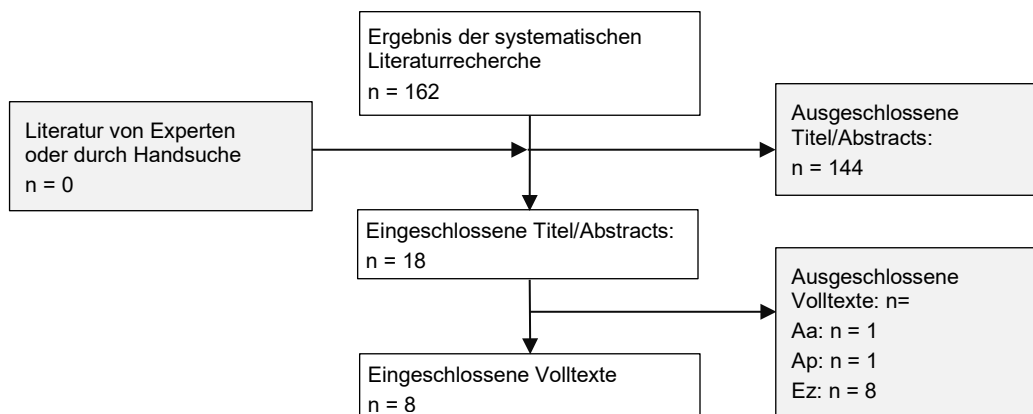 Ergebnis der systematischen
Literaturrecherche
n = 162
Literatur von Experten
oder durch Handsuche
n = 0
Ausgeschlossene
Titel/Abstracts:
n = 144
Eingeschlossene Titel/Abstracts:
n = 18
Ausgeschlossene
Volltexte: n=
Aa: n = 1
Ap: n = 1
Ez: n = 8
Eingeschlossene Volltexte
n = 8